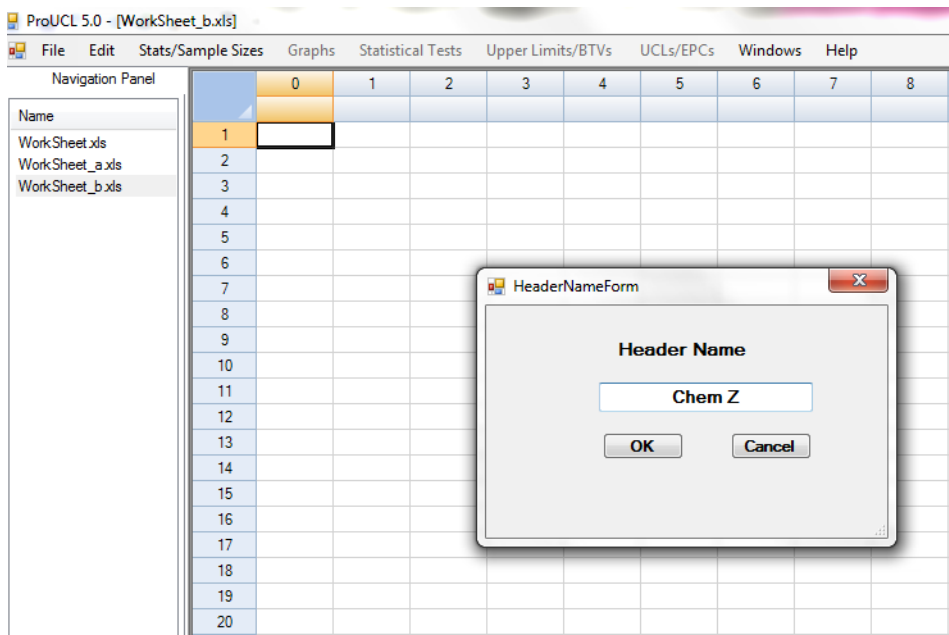 ProUCL 5.0 - [WorkSheet_b.xls]
File Edit Stats/Sample Sizes Graphs Statistical Tests Upper Limits/BTVs UCLs/EPCs Windows Help
Navigation Panel
0 1 2 3 4 5 6 7 8
Name
WorkSheet.xls
WorkSheet_a.xls
WorkSheet_b.xls
1
2
3
4
5
6
7
8
9
10
11
12
13
14
15
16
17
18
19
20
HeaderNameForm
X
Header Name
Chem Z
OK Cancel